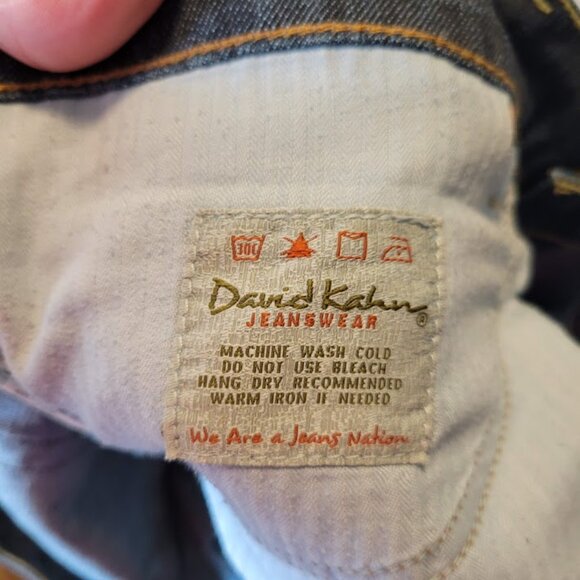 30C
David Kahn®
JEANSWEAR
MACHINE WASH COLD
DO NOT USE BLEACH
HANG DRY RECOMMENDED
WARM IRON IF NEEDED
We Are a Jeans Nation